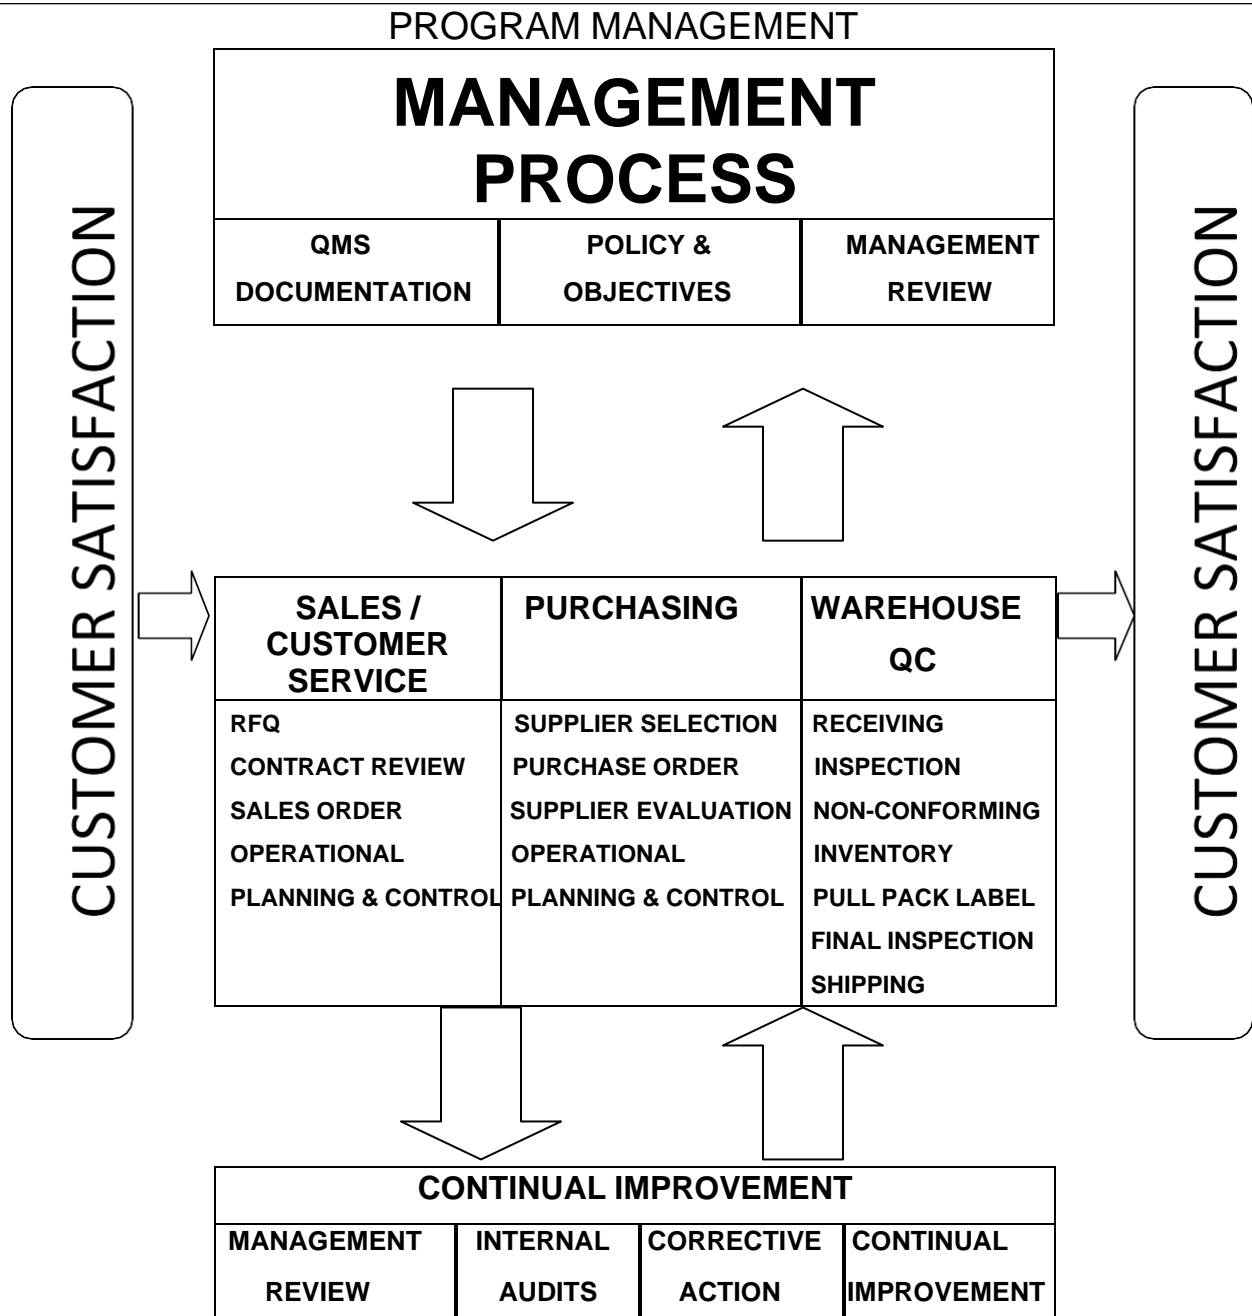 PROGRAM MANAGEMENT
MANAGEMENT
PROCESS
QMS
DOCUMENTATION
POLICY &
OBJECTIVES
MANAGEMENT
REVIEW
CUSTOMER SATISFACTION
SALES /
CUSTOMER
SERVICE
RFQ
CONTRACT REVIEW
SALES ORDER
OPERATIONAL
PLANNING & CONTROL
PURCHASING
SUPPLIER SELECTION
PURCHASE ORDER
SUPPLIER EVALUATION
OPERATIONAL
PLANNING & CONTROL
WAREHOUSE
QC
RECEIVING
INSPECTION
NON-CONFORMING
INVENTORY
PULL PACK LABEL
FINAL INSPECTION
SHIPPING
CUSTOMER SATISFACTION
CONTINUAL IMPROVEMENT
MANAGEMENT
REVIEW
INTERNAL
AUDITS
CORRECTIVE
ACTION
CONTINUAL
IMPROVEMENT